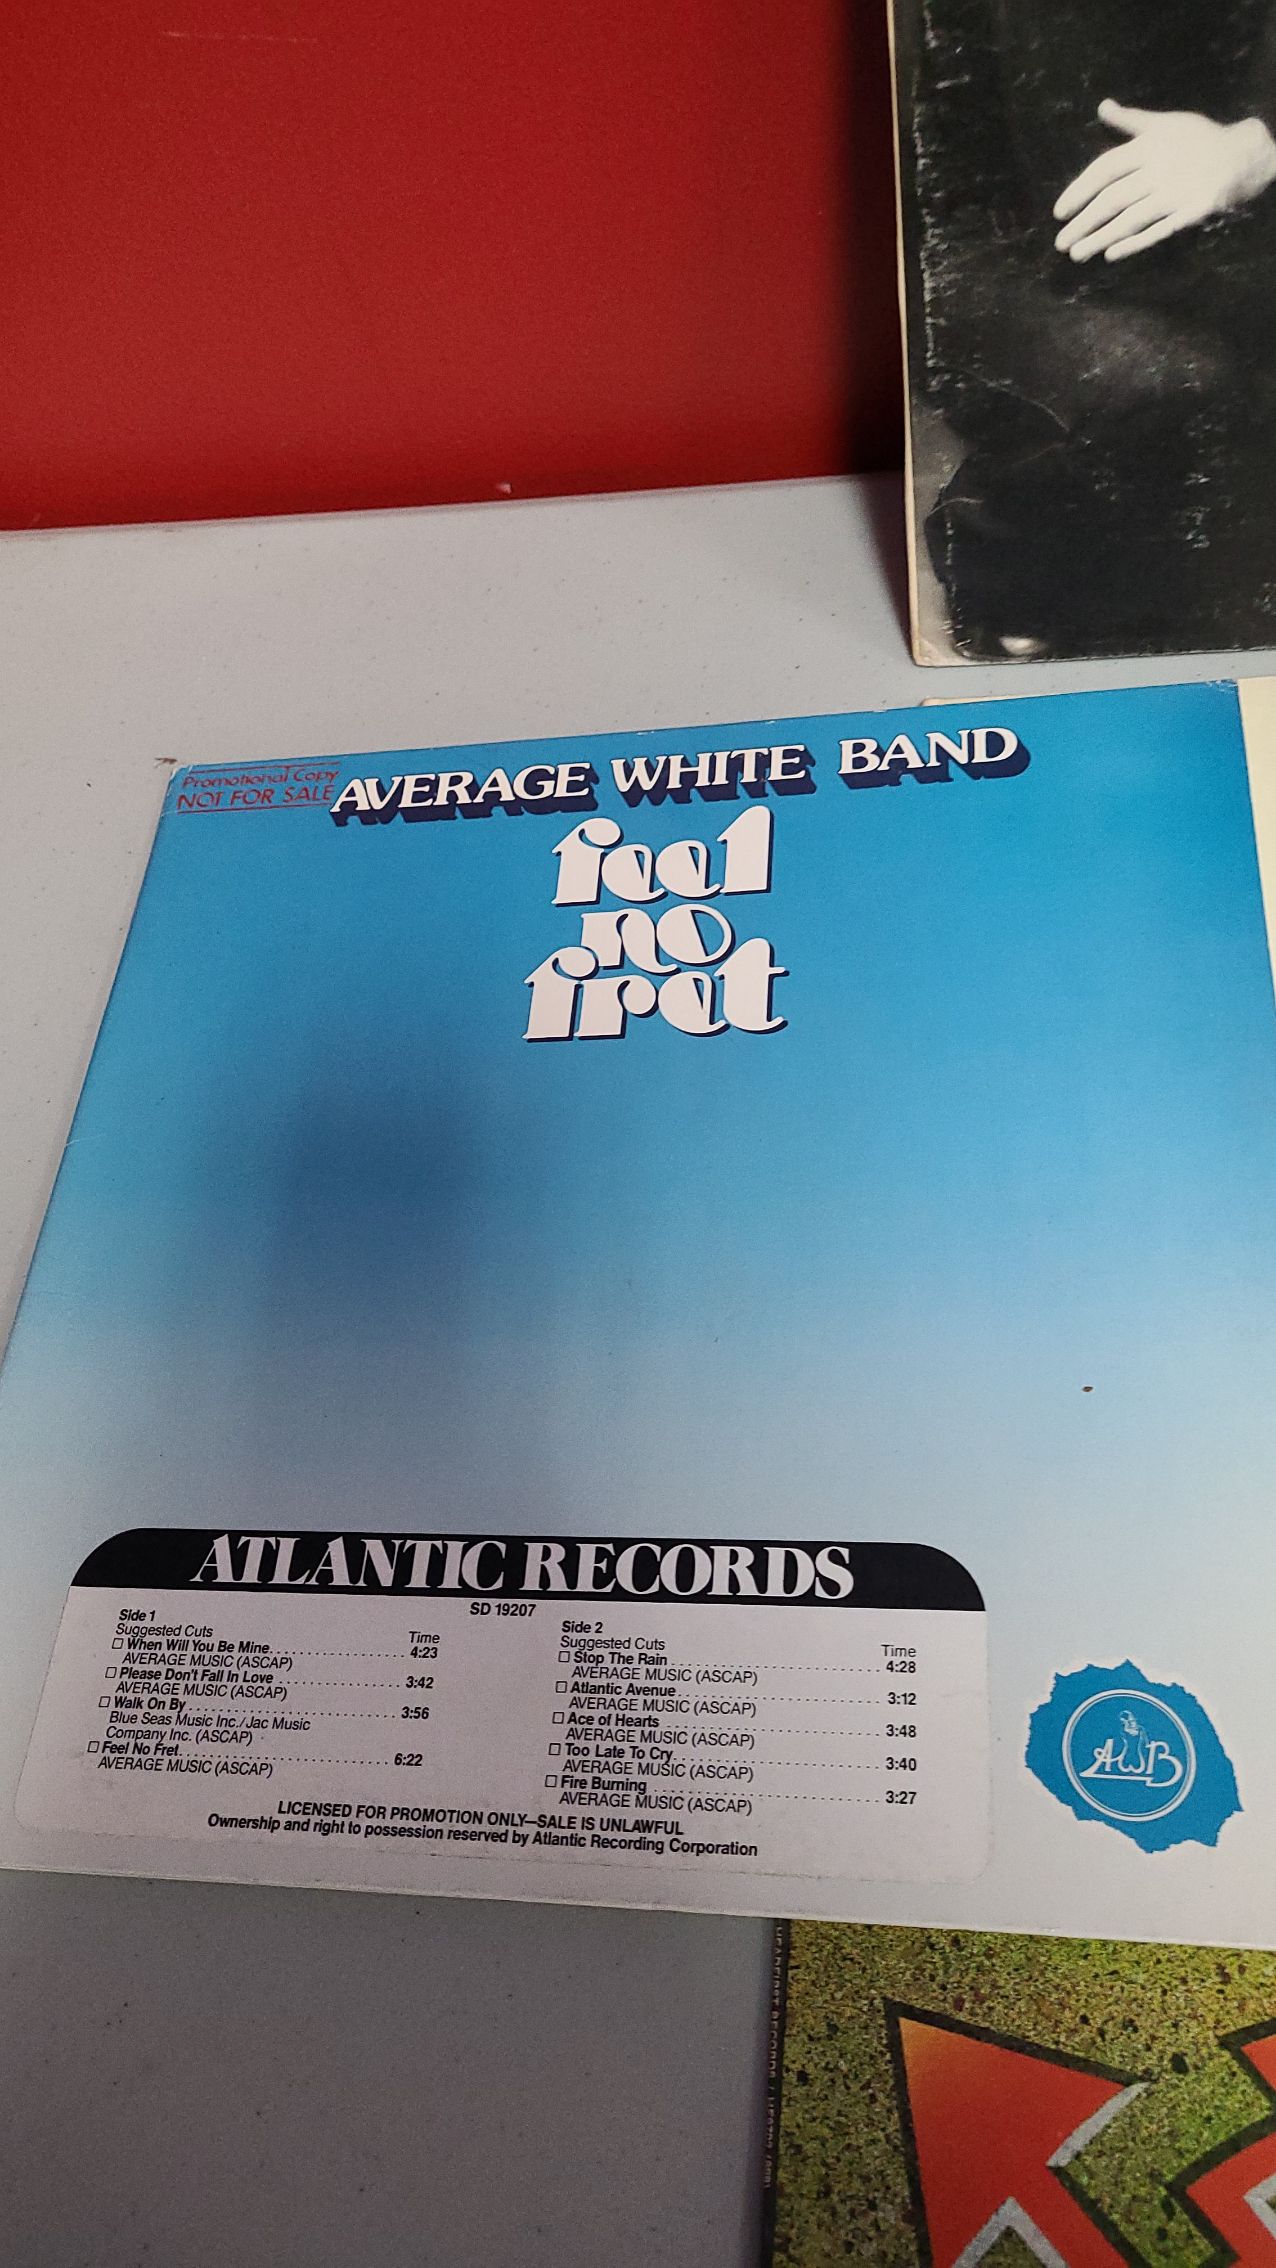 Promotional Copy
NOT FOR SALE
AVERAGE WHITE BAND
feel
no
fret
ATLANTIC RECORDS
SD 19207
Side 1
Suggested Cuts
Time
☐ When Will You Be Mine 4:23
AVERAGE MUSIC (ASCAP)
☐ Please Don't Fall In Love 3:42
AVERAGE MUSIC (ASCAP)
☐ Walk On By 3:56
Blue Seas Music Inc./Jac Music
Company Inc. (ASCAP)
☐ Feel No Fret 6:22
AVERAGE MUSIC (ASCAP)
Side 2
Suggested Cuts
Time
☐ Stop The Rain 4:28
AVERAGE MUSIC (ASCAP)
☐ Atlantic Avenue 3:12
AVERAGE MUSIC (ASCAP)
☐ Ace of Hearts 3:48
AVERAGE MUSIC (ASCAP)
☐ Too Late To Cry 3:40
AVERAGE MUSIC (ASCAP)
☐ Fire Burning 3:27
AVERAGE MUSIC (ASCAP)
LICENSED FOR PROMOTION ONLY—SALE IS UNLAWFUL
Ownership and right to possession reserved by Atlantic Recording Corporation
AWB